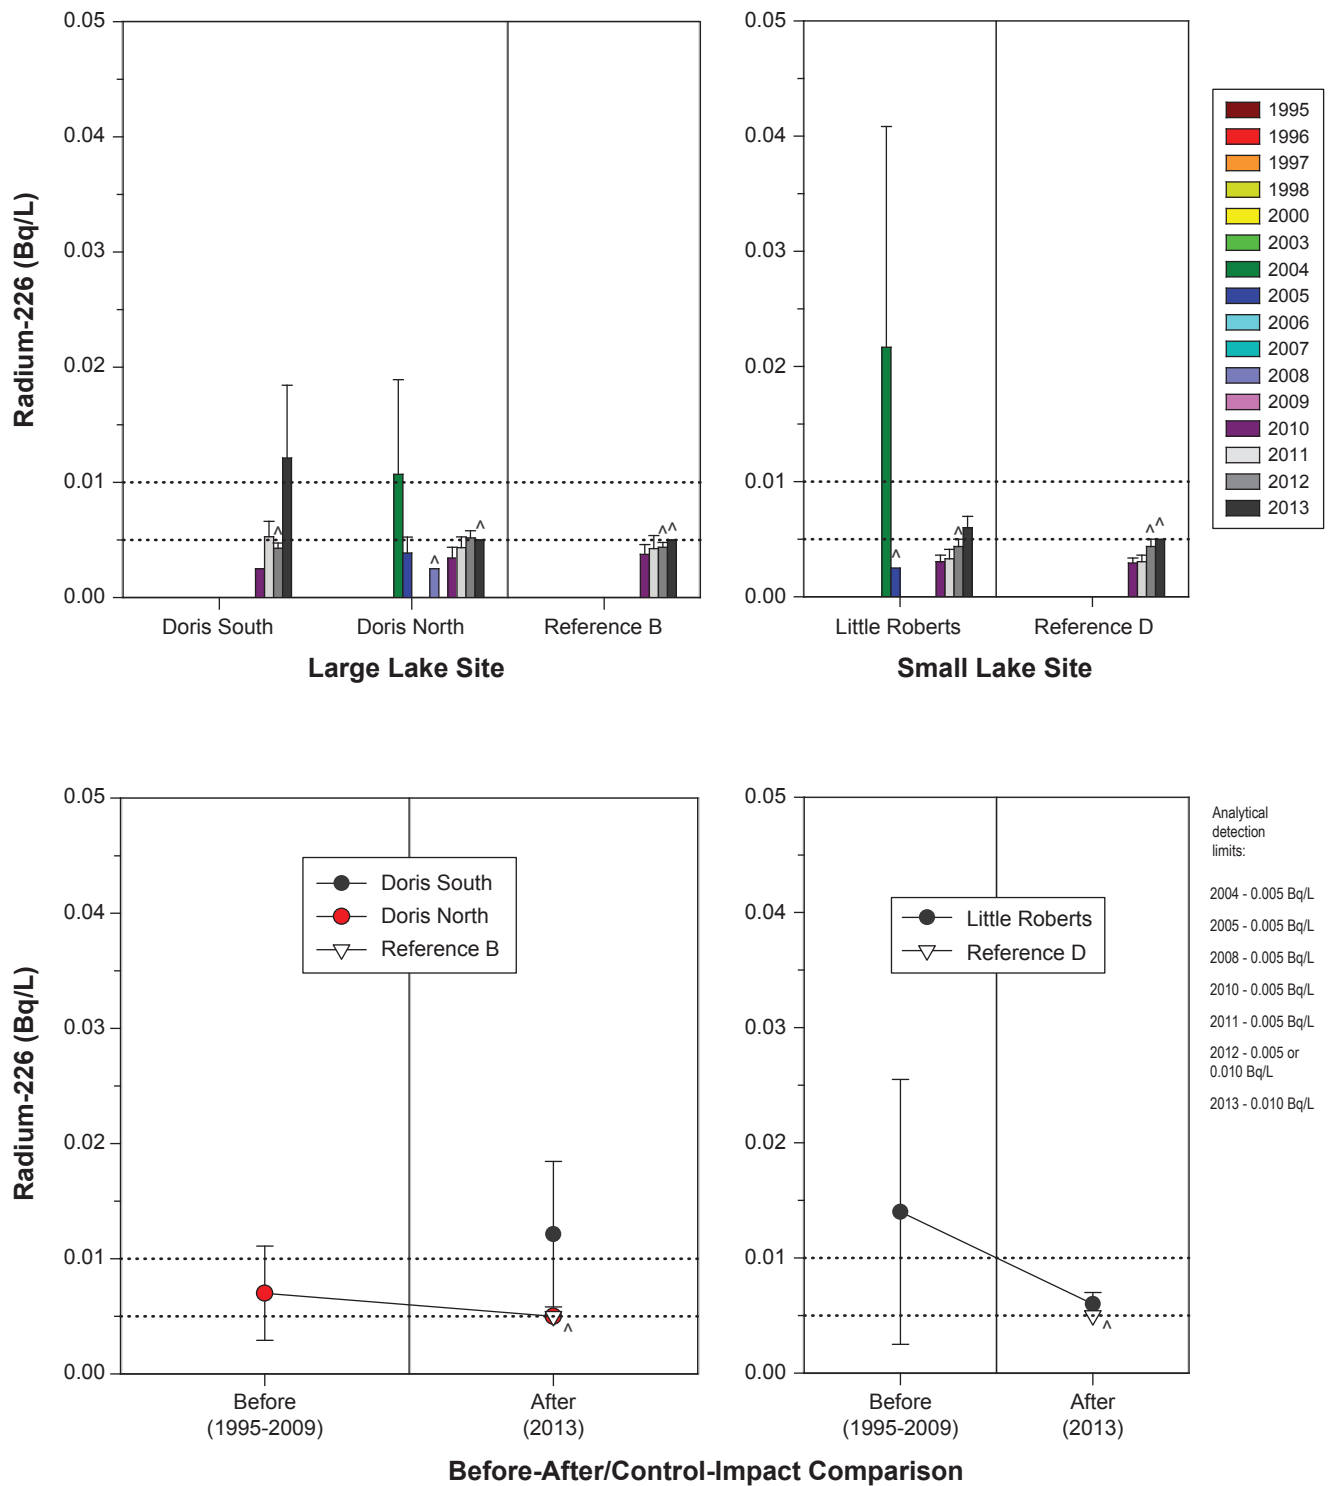 0.05
0.04
0.03
0.02
0.01
0.00
Radium-226 (Bq/L)
^
^
^
^ ^
Doris South
Doris North
Reference B
Large Lake Site
0.05
0.04
0.03
0.02
0.01
0.00
^
^
^ ^
Little Roberts
Reference D
Small Lake Site
1995
1996
1997
1998
2000
2003
2004
2005
2006
2007
2008
2009
2010
2011
2012
2013
0.05
0.04
0.03
0.02
0.01
0.00
Radium-226 (Bq/L)
Doris South
Doris North
Reference B
^
Before
(1995-2009)
After
(2013)
0.05
0.04
0.03
0.02
0.01
0.00
Little Roberts
Reference D
^
Before
(1995-2009)
After
(2013)
Before-After/Control-Impact Comparison
Analytical
detection
limits:
2004 - 0.005 Bq/L
2005 - 0.005 Bq/L
2008 - 0.005 Bq/L
2010 - 0.005 Bq/L
2011 - 0.005 Bq/L
2012 - 0.005 or
0.010 Bq/L
2013 - 0.010 Bq/L